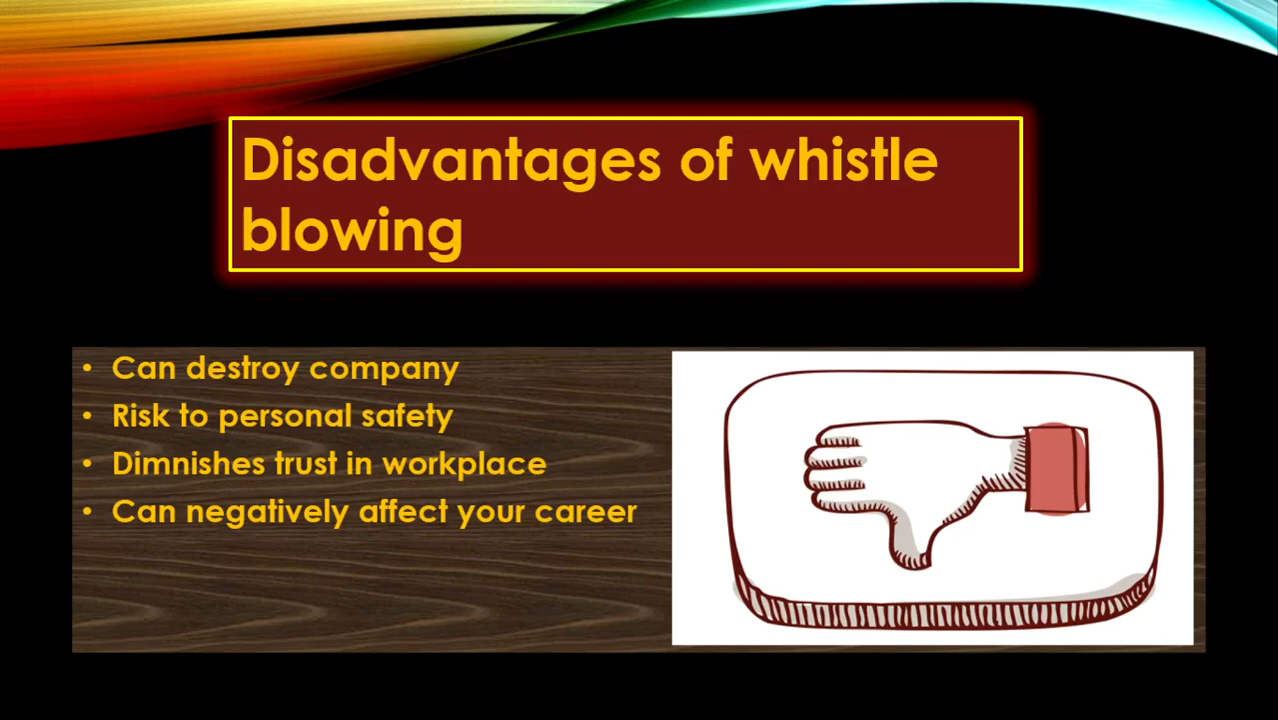 Disadvantages of whistle
blowing
• Can destroy company
• Risk to personal safety
• Dimnishes trust in workplace
• Can negatively affect your career